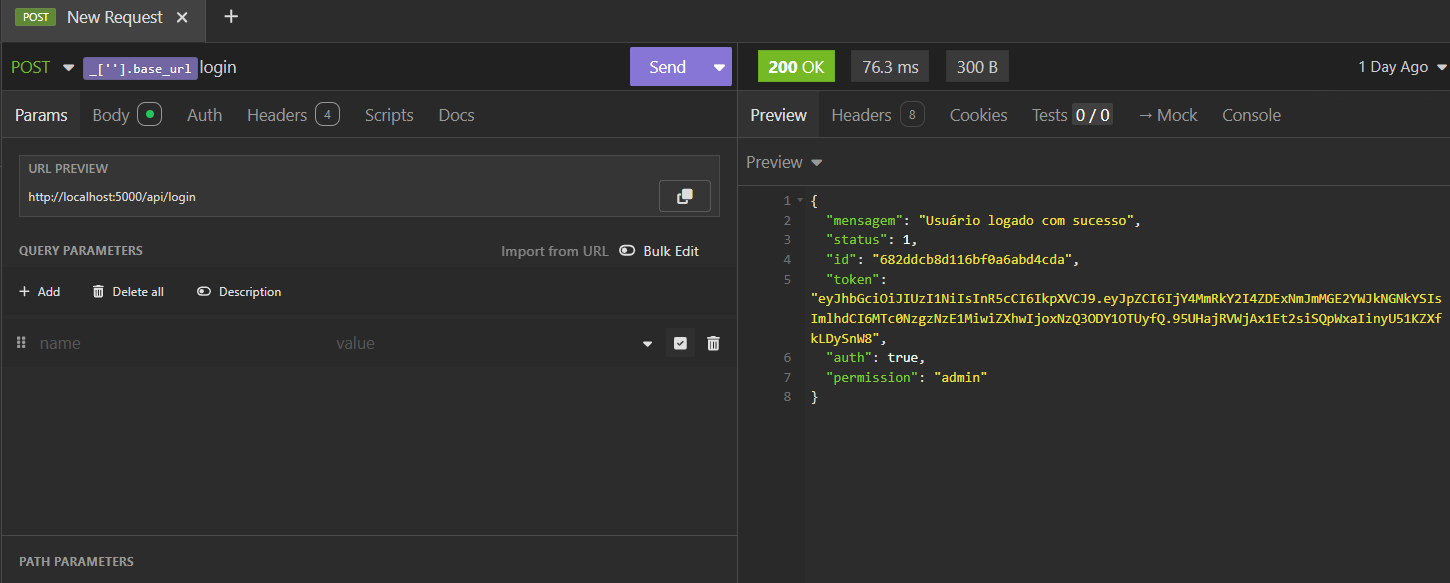 POST New Request
POST _[''].base_url login
Send
200 OK 76.3 ms 300 B 1 Day Ago
Params Body Auth Headers 4 Scripts Docs
Preview Headers 8 Cookies Tests 0 / 0 → Mock Console
URL PREVIEW
http://localhost:5000/api/login
QUERY PARAMETERS Import from URL Bulk Edit
Add Delete all Description
name value
PATH PARAMETERS
Preview
1 {
2 "mensagem": "Usuário logado com sucesso",
3 "status": 1,
4 "id": "682ddcb8d116bf0a6abd4cda",
5 "token":
"eyJhbGciOiJIUzI1NiIsInR5cCI6IkpXVCJ9.eyJpZCI6IjY4MmRkY2I4ZDExNmJmMGE2YWJkNGNkYSIs
ImlhdCI6MTc0NzgzNzE1MiwiZXhwIjoxNzQ3ODY1OTUyfQ.95UHajRVWjAx1Et2siSQpWxaIinyU51KZXf
kLDySnW8",
6 "auth": true,
7 "permission": "admin"
8 }